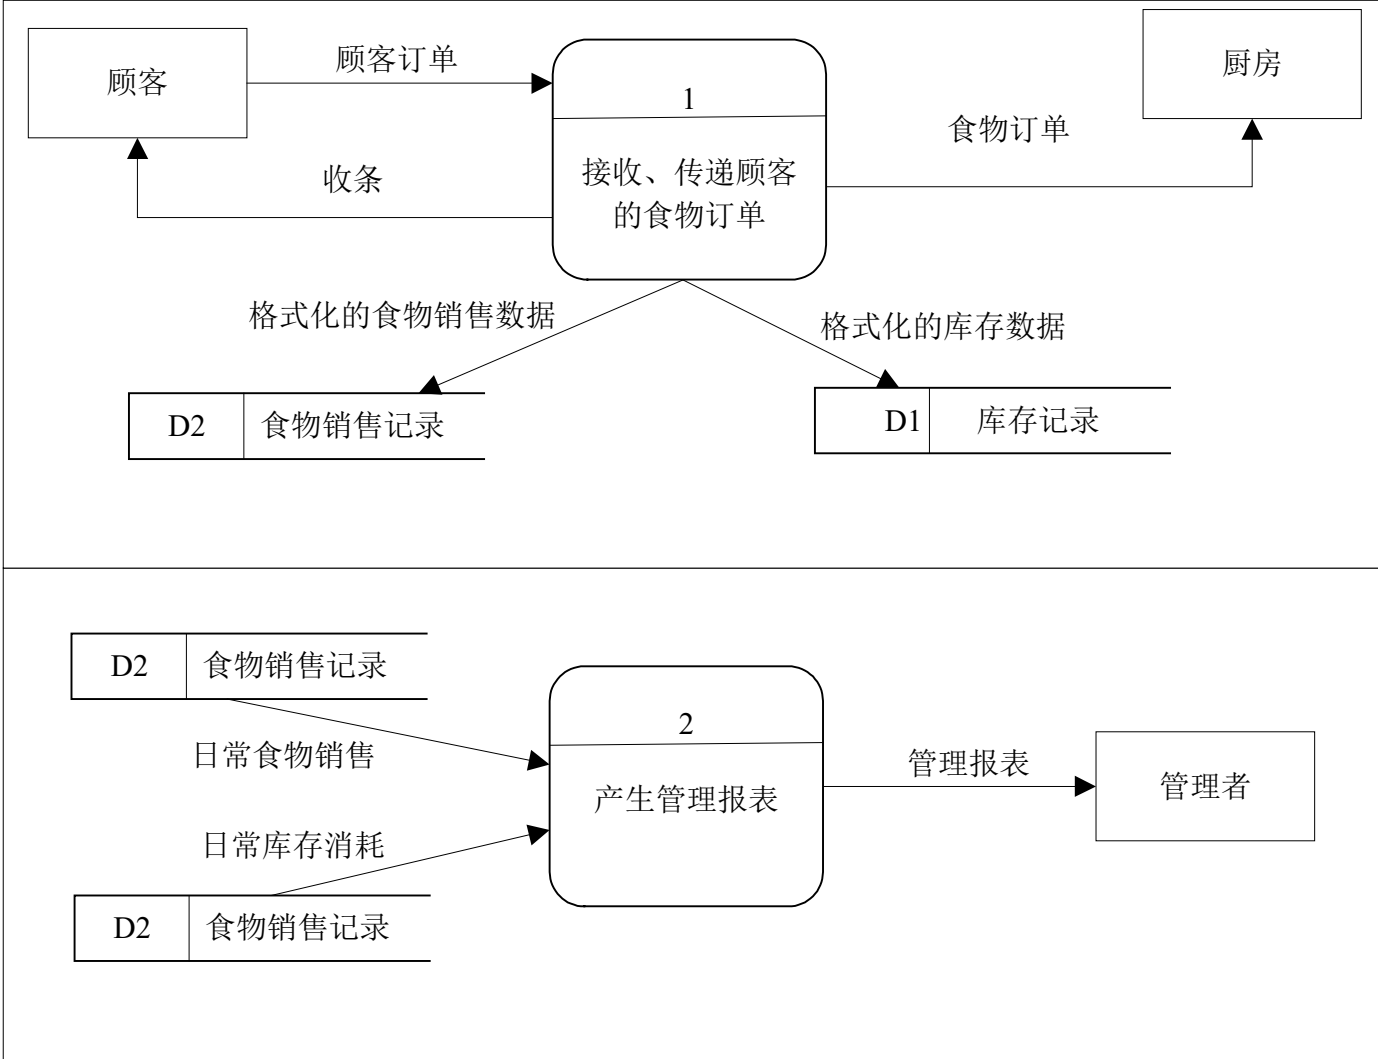 顾客
顾客订单
厨房
1
食物订单
收条
接收、传递顾客
的食物订单
格式化的食物销售数据
格式化的库存数据
D2
食物销售记录
D1
库存记录
D2
食物销售记录
2
日常食物销售
管理报表
产生管理报表
管理者
日常库存消耗
D2
食物销售记录